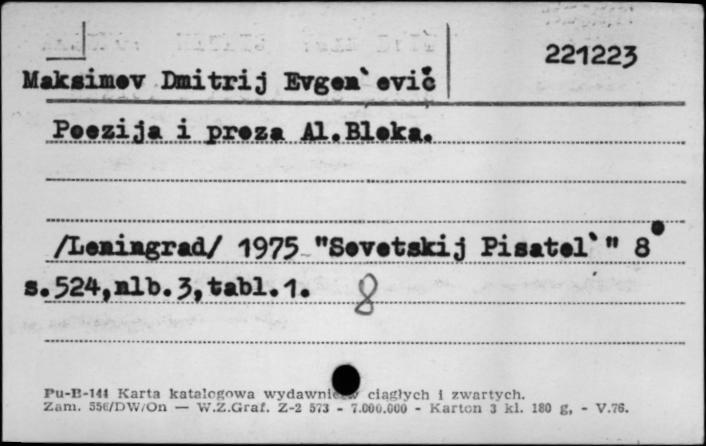 221223
Maksimov Dmitrij Evgen`evič
Poezija i proza Al.Bloka.
/Leningrad/ 1975 "Sovetskij Pisatel`" 8°
s.524,nlb.3,tabl.1. 8
Pu-B-144 Karta katalogowa wydawnictw ciągłych i zwartych.
Zam. 556/DW/On — W.Z.Graf. Z-2 573 - 7.000.000 - Karton 3 kl. 180 g, - V.76.